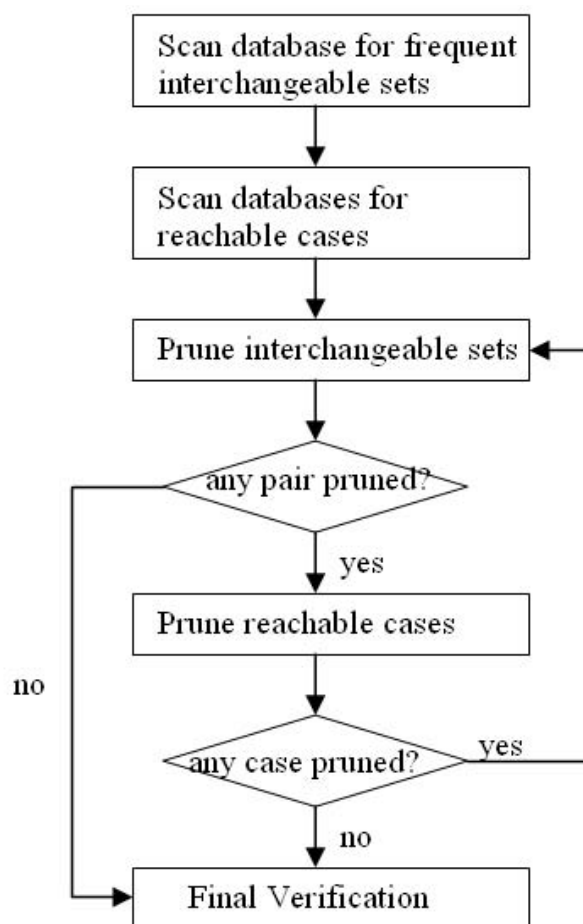 Scan database for frequent
interchangeable sets
Scan databases for
reachable cases
Prune interchangeable sets
any pair pruned?
yes
Prune reachable cases
no
any case pruned?
yes
no
Final Verification